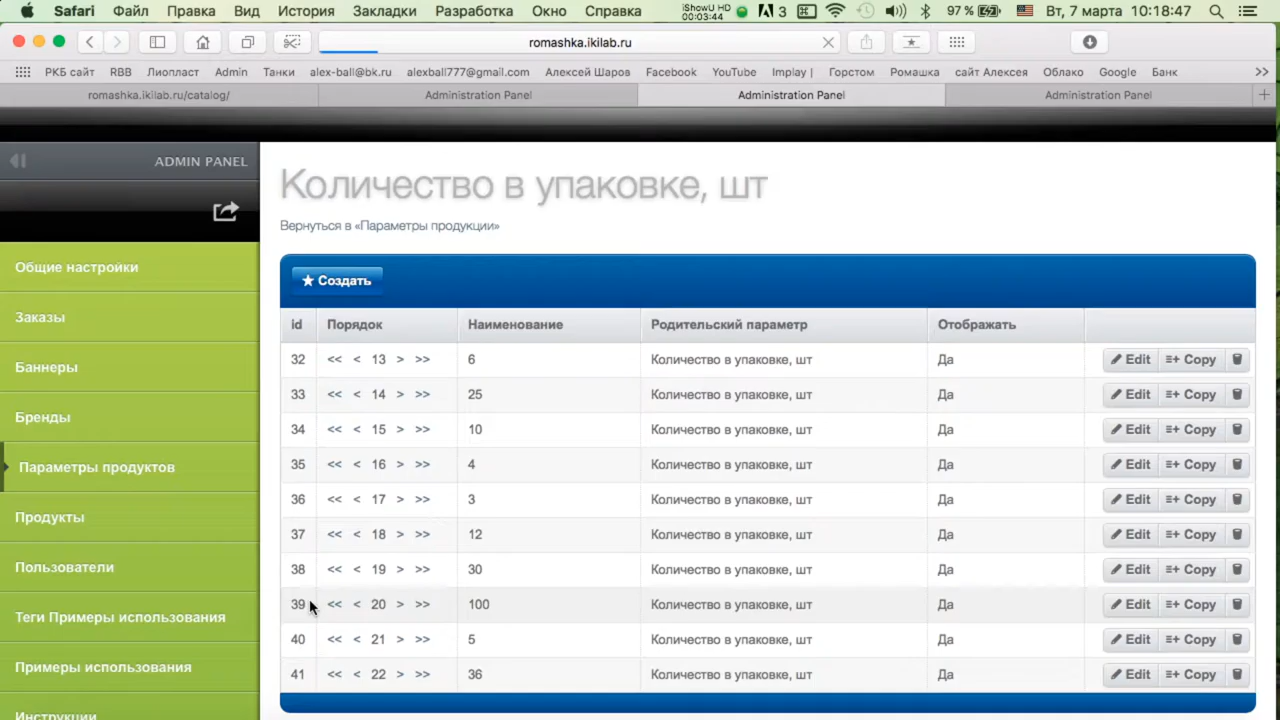 Safari Файл Правка Вид История Закладки Разработка Окно Справка iShowU HD 00:03:44 3 97 % Вт, 7 марта 10:18:47
romashka.ikilab.ru
РКБ сайт RBB Лиопласт Admin Танки alex-ball@bk.ru alexball777@gmail.com Алексей Шаров Facebook YouTube Implay | Горстом Ромашка сайт Алексея Облако Google Банк >>
romashka.ikilab.ru/catalog/ Administration Panel Administration Panel Administration Panel +
ADMIN PANEL
Общие настройки
Заказы
Баннеры
Бренды
Параметры продуктов
Продукты
Пользователи
Теги Примеры использования
Примеры использования
Инструкции
Количество в упаковке, шт
Вернуться в «Параметры продукции»
★ Создать
id Порядок Наименование Родительский параметр Отображать
32 << < 13 > >> 6 Количество в упаковке, шт Да Edit Copy
33 << < 14 > >> 25 Количество в упаковке, шт Да Edit Copy
34 << < 15 > >> 10 Количество в упаковке, шт Да Edit Copy
35 << < 16 > >> 4 Количество в упаковке, шт Да Edit Copy
36 << < 17 > >> 3 Количество в упаковке, шт Да Edit Copy
37 << < 18 > >> 12 Количество в упаковке, шт Да Edit Copy
38 << < 19 > >> 30 Количество в упаковке, шт Да Edit Copy
39 << < 20 > >> 100 Количество в упаковке, шт Да Edit Copy
40 << < 21 > >> 5 Количество в упаковке, шт Да Edit Copy
41 << < 22 > >> 36 Количество в упаковке, шт Да Edit Copy